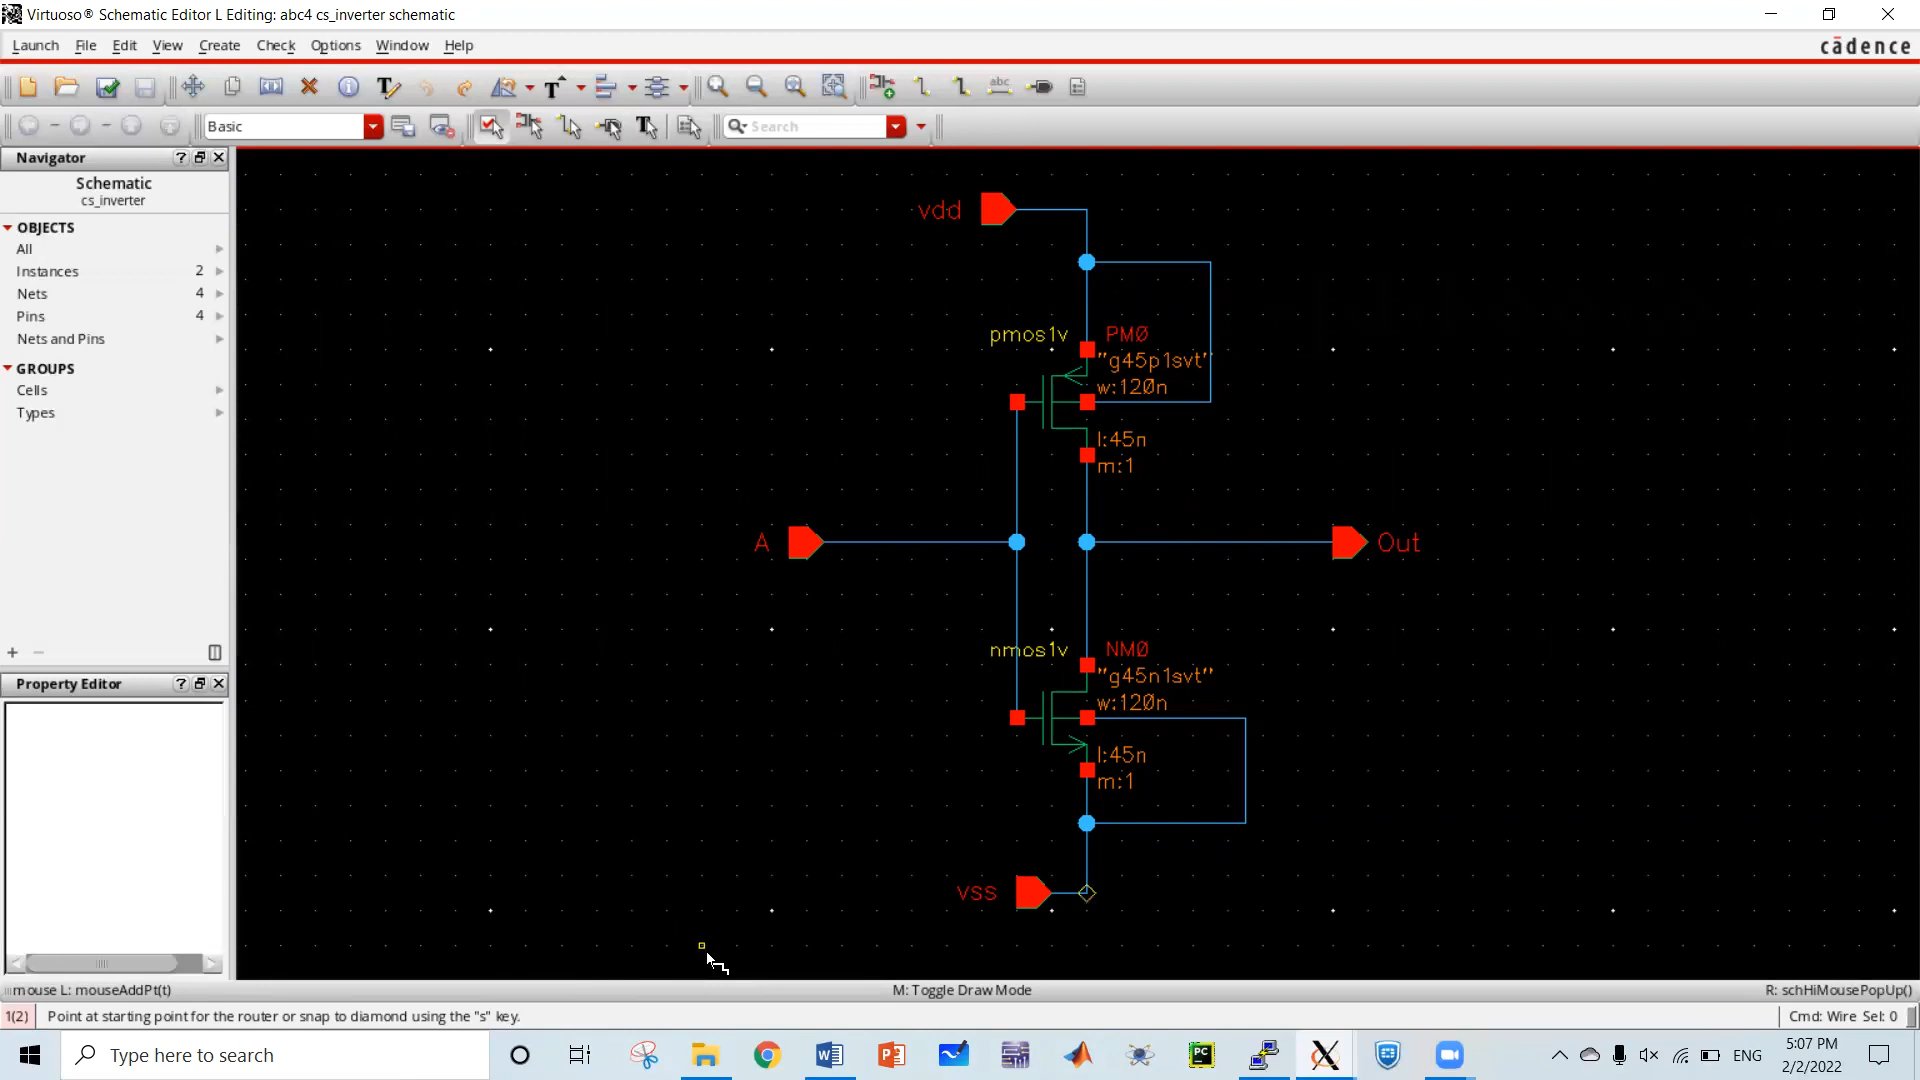 Virtuoso® Schematic Editor L Editing: abc4 cs_inverter schematic
Launch File Edit View Create Check Options Window Help
cādence
Basic
Search
Navigator
Schematic
cs_inverter
OBJECTS
All
Instances 2
Nets 4
Pins 4
Nets and Pins
GROUPS
Cells
Types
Property Editor
vdd
pmos1v PM0
"g45p1svt"
w:120n
l:45n
m:1
A
Out
nmos1v NM0
"g45n1svt"
w:120n
l:45n
m:1
vss
mouse L: mouseAddPt(t) M: Toggle Draw Mode R: schHiMousePopUp()
1(2) Point at starting point for the router or snap to diamond using the "s" key. Cmd: Wire Sel: 0
Type here to search
ENG
5:07 PM
2/2/2022